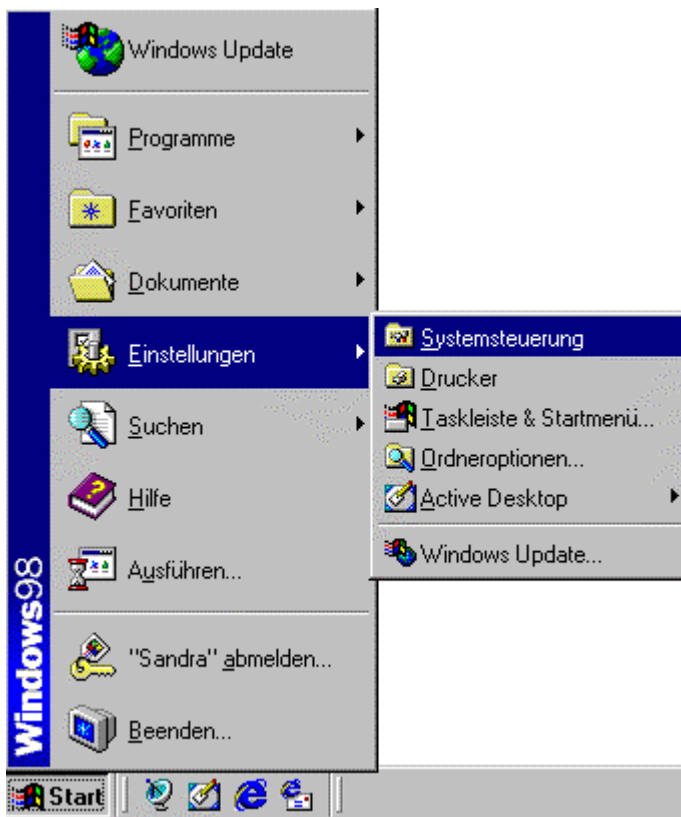 Windows Update
Programme
Favoriten
Dokumente
Einstellungen
Suchen
Hilfe
Ausführen...
"Sandra" abmelden...
Beenden...
Systemsteuerung
Drucker
Taskleiste & Startmenü...
Ordneroptionen...
Active Desktop
Windows Update...
Windows98
Start